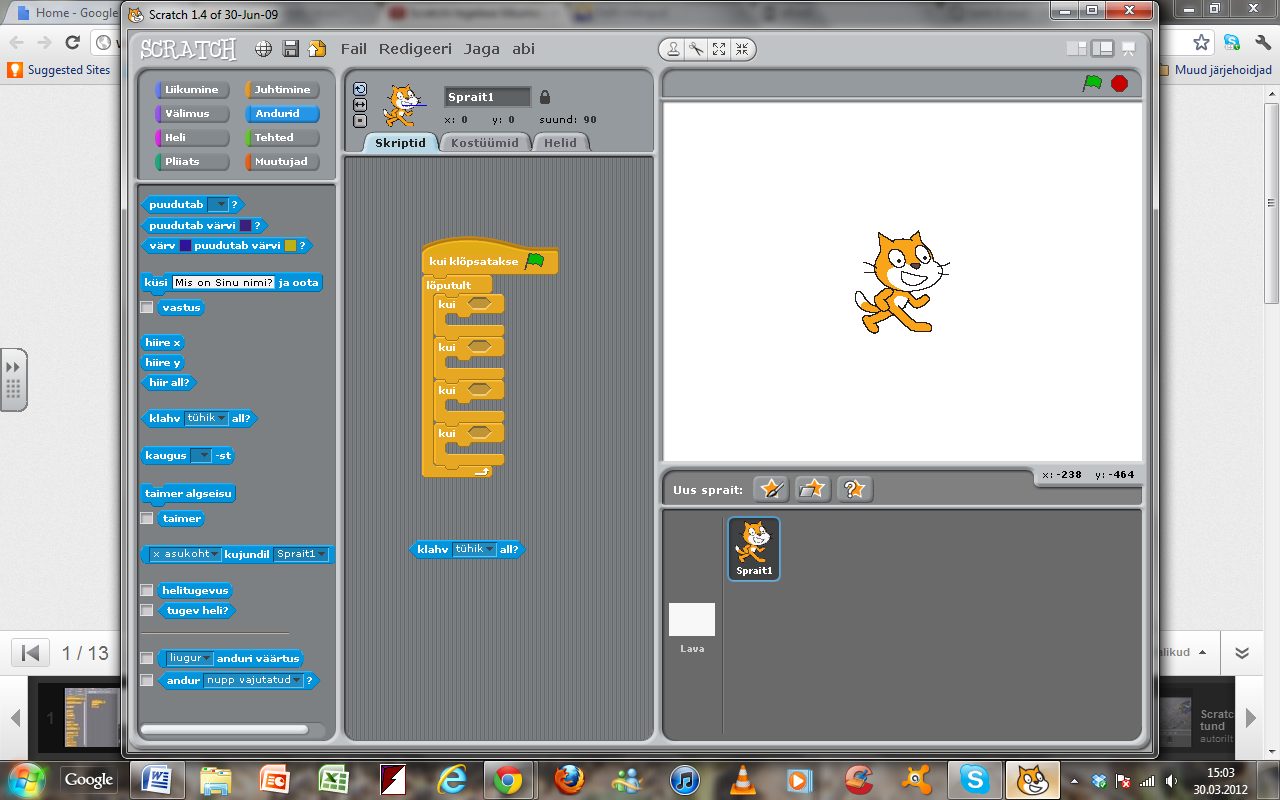 Home - Google
Scratch 1.4 of 30-Jun-09
Suggested Sites
Muud järjehoidjad
SCRATCH
Fail Redigeeri Jaga abi
Liikumine Juhtimine
Välimus Andurid
Heli Tehted
Pliiats Muutujad
Sprait1
x: 0 y: 0 suund: 90
Skriptid Kostüümid Helid
puudutab ?
puudutab värvi ?
värv puudutab värvi ?
küsi Mis on Sinu nimi? ja oota
vastus
hiire x
hiire y
hiir all?
klahv tühik all?
kaugus -st
taimer algseisu
taimer
x asukoht kujundil Sprait1
helitugevus
tugev heli?
liugur anduri väärtus
andur nupp vajutatud ?
kui klõpsatakse
lõputult
kui
kui
kui
kui
klahv tühik all?
x: -238 y: -464
Uus sprait:
Sprait1
Lava
1 / 13
alikud
1
Scratc
tund
autorilt
Google
15:03
30.03.2012